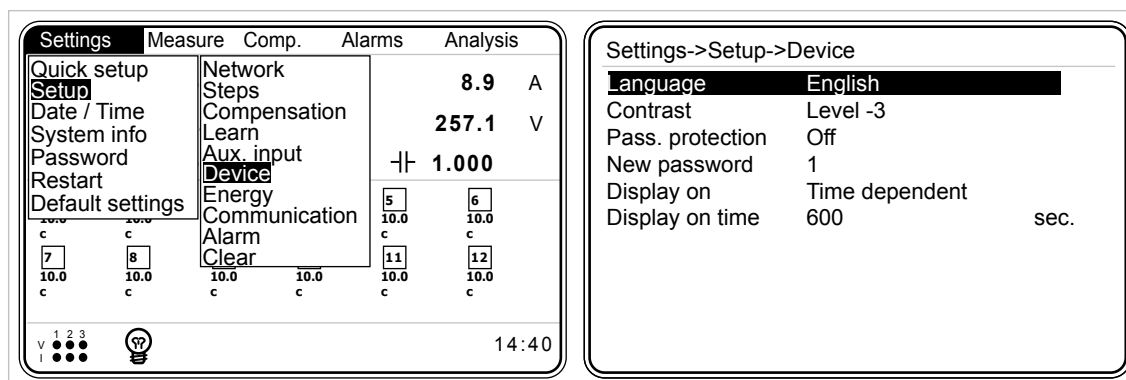 Settings Measure Comp. Alarms Analysis
Quick setup
Setup
Date / Time
System info
Password
Restart
Default settings
Network
Steps
Compensation
Learn
Aux. input
Device
Energy
Communication
Alarm
Clear
8.9 A
257.1 V
1.000
5 6
10.0 10.0
c c c c
7 8 11 12
10.0 10.0 10.0 10.0 10.0 10.0
c c c c c c
1 2 3
V
I
14:40
Settings->Setup->Device
Language English
Contrast Level -3
Pass. protection Off
New password 1
Display on Time dependent
Display on time 600 sec.